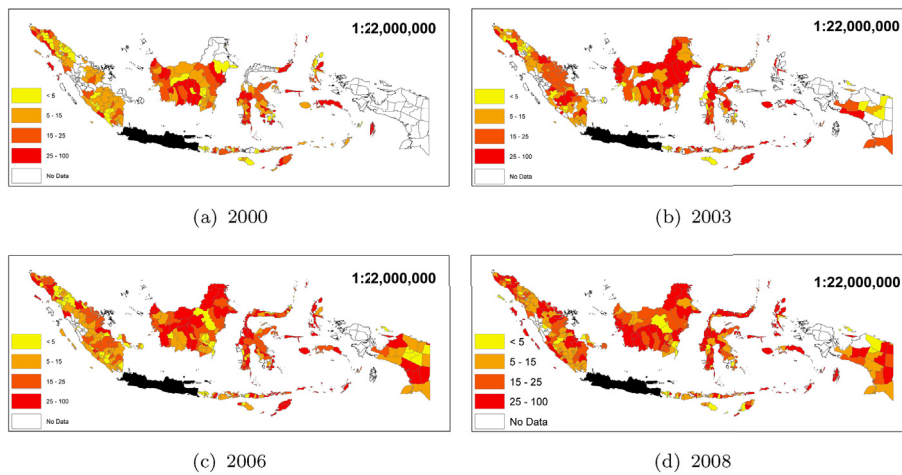 1:22,000,000
< 5
5 - 15
15 - 25
25 - 100
No Data
(a) 2000
1:22,000,000
< 5
5 - 15
15 - 25
25 - 100
No Data
(b) 2003
1:22,000,000
< 5
5 - 15
15 - 25
25 - 100
No Data
(c) 2006
1:22,000,000
< 5
5 - 15
15 - 25
25 - 100
No Data
(d) 2008